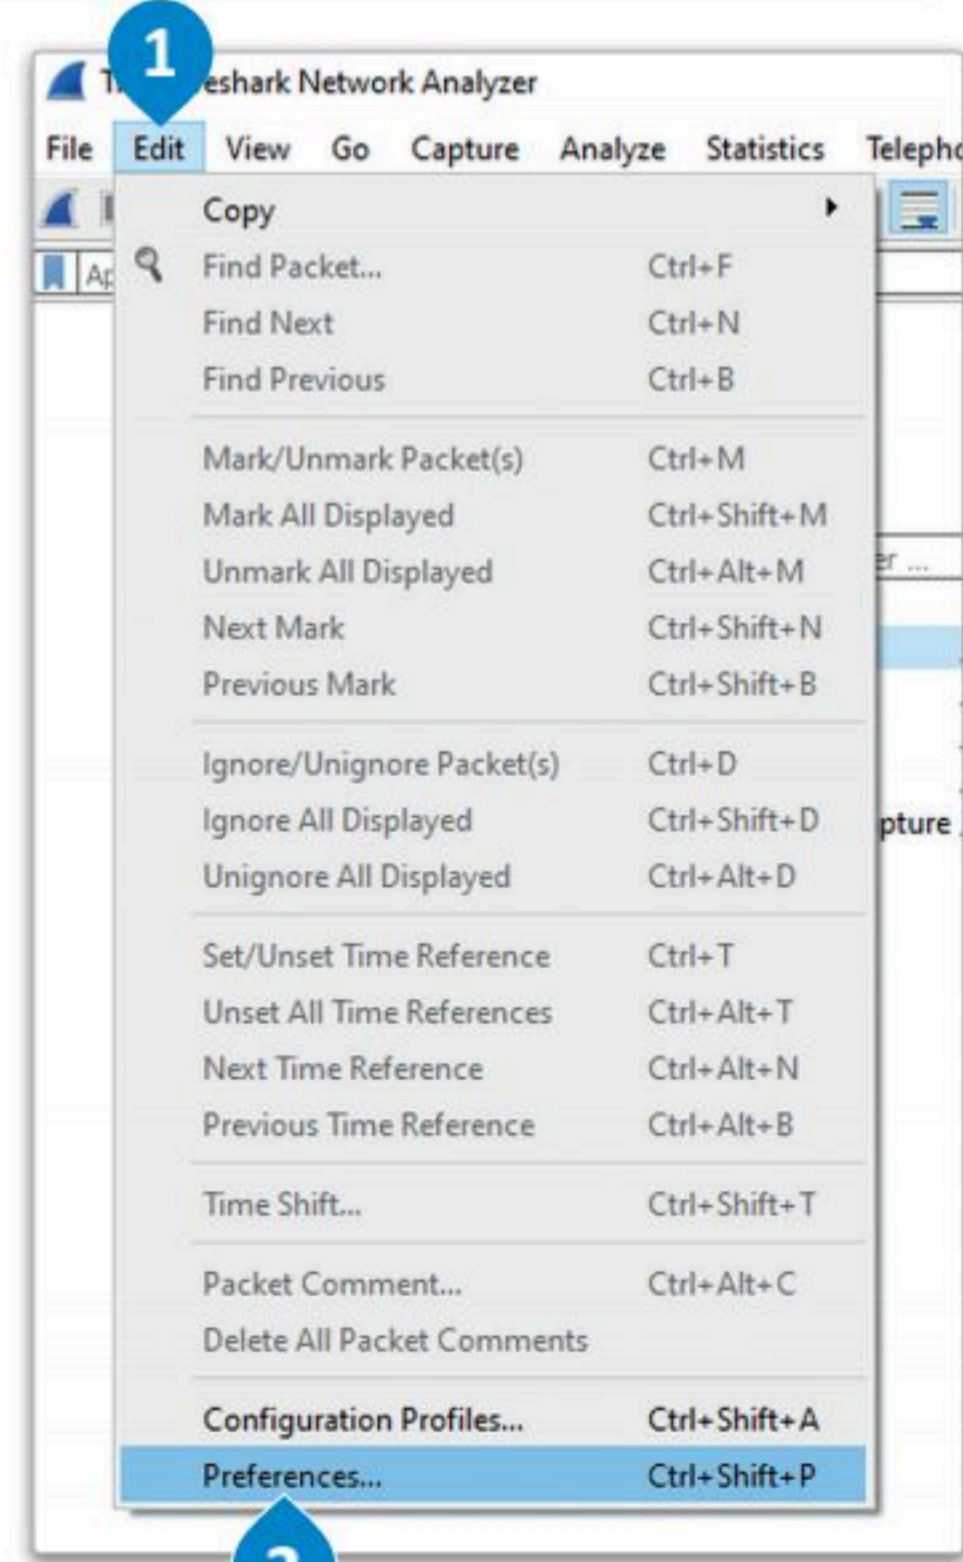 1
eshark Network Analyzer
File Edit View Go Capture Analyze Statistics Telepho
Copy
Ap
Find Packet... Ctrl+F
Find Next Ctrl+N
Find Previous Ctrl+B
Mark/Unmark Packet(s) Ctrl+M
Mark All Displayed Ctrl+Shift+M
Unmark All Displayed Ctrl+Alt+M
er ...
Next Mark Ctrl+Shift+N
Previous Mark Ctrl+Shift+B
Ignore/Unignore Packet(s) Ctrl+D
Ignore All Displayed Ctrl+Shift+D
pture
Unignore All Displayed Ctrl+Alt+D
Set/Unset Time Reference Ctrl+T
Unset All Time References Ctrl+Alt+T
Next Time Reference Ctrl+Alt+N
Previous Time Reference Ctrl+Alt+B
Time Shift... Ctrl+Shift+T
Packet Comment... Ctrl+Alt+C
Delete All Packet Comments
Configuration Profiles... Ctrl+Shift+A
Preferences... Ctrl+Shift+P